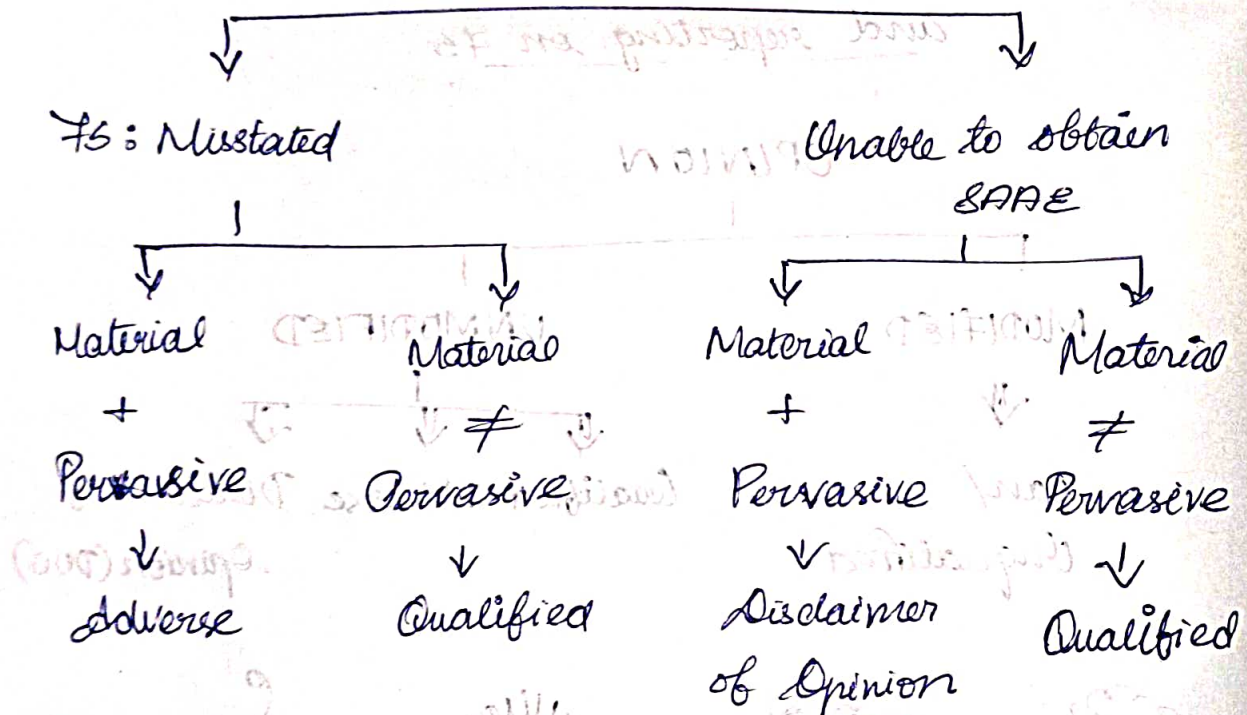 FS : Misstated
Unable to obtain
SAAE
Material
+
Pervasive
↓
Adverse
Material
≠
Pervasive
↓
Qualified
Material
+
Pervasive
↓
Disclaimer
of Opinion
Material
≠
Pervasive
↓
Qualified